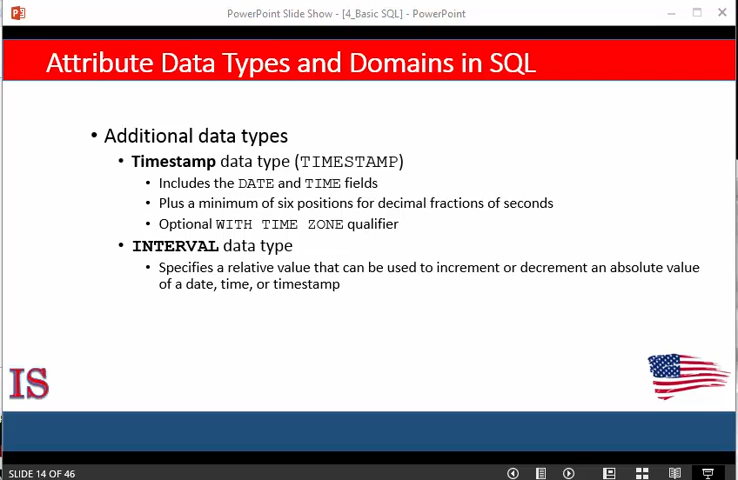 PowerPoint Slide Show - [4_Basic SQL] - PowerPoint
Attribute Data Types and Domains in SQL
• Additional data types
• Timestamp data type (TIMESTAMP)
• Includes the DATE and TIME fields
• Plus a minimum of six positions for decimal fractions of seconds
• Optional WITH TIME ZONE qualifier
• INTERVAL data type
• Specifies a relative value that can be used to increment or decrement an absolute value
of a date, time, or timestamp
IS
SLIDE 14 OF 46